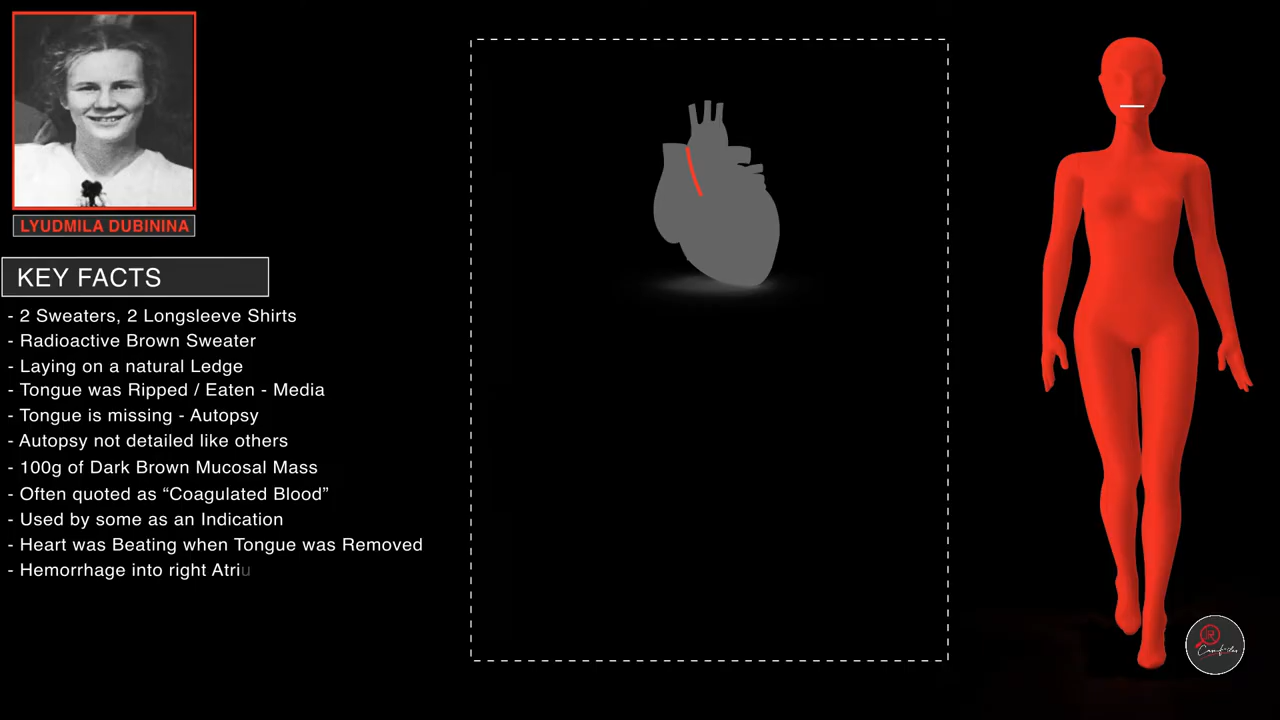 LYUDMILA DUBININA
KEY FACTS
- 2 Sweaters, 2 Longsleeve Shirts
- Radioactive Brown Sweater
- Laying on a natural Ledge
- Tongue was Ripped / Eaten - Media
- Tongue is missing - Autopsy
- Autopsy not detailed like others
- 100g of Dark Brown Mucosal Mass
- Often quoted as “Coagulated Blood”
- Used by some as an Indication
- Heart was Beating when Tongue was Removed
- Hemorrhage into right Atriu